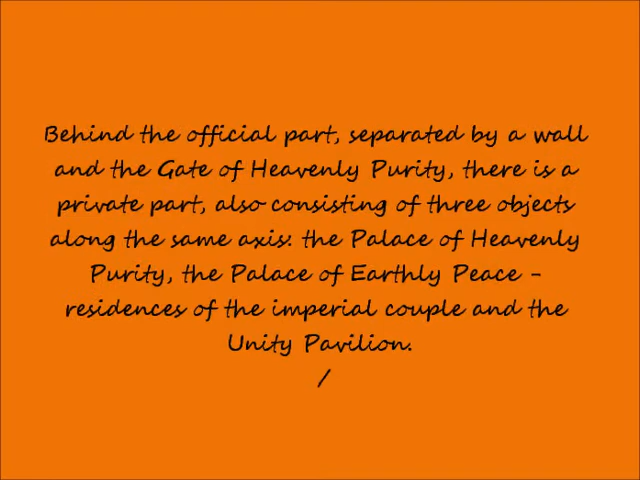 Behind the official part, separated by a wall
and the Gate of Heavenly Purity, there is a
private part, also consisting of three objects
along the same axis: the Palace of Heavenly
Purity, the Palace of Earthly Peace -
residences of the imperial couple and the
Unity Pavilion.
/